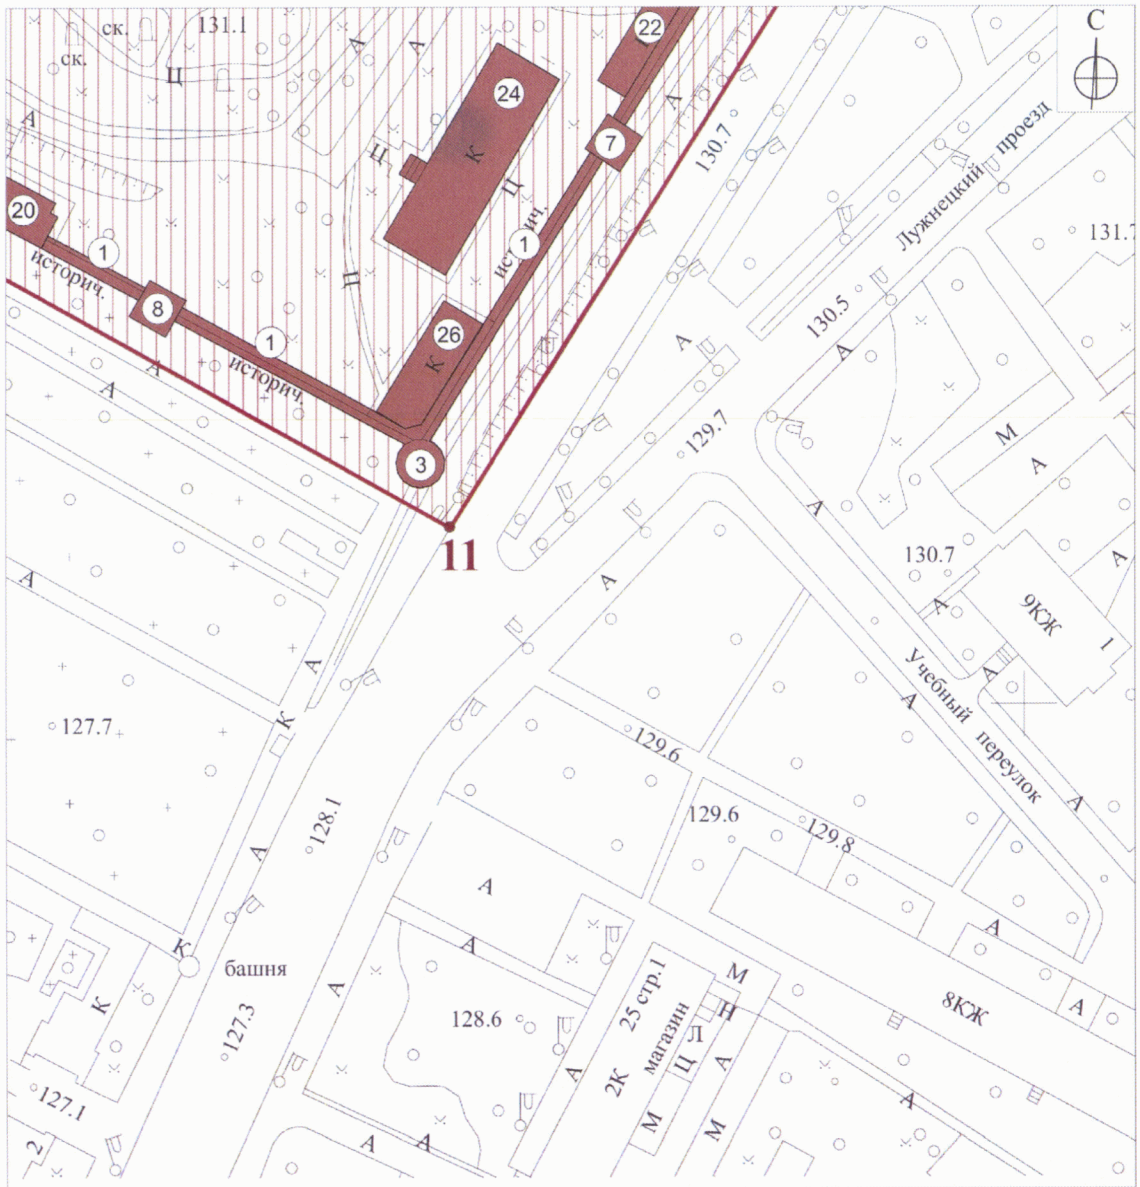 С
ск.
131.1
А
А
22
ск.
Ц
24
А
А
7
130.7
Лужнецкий проезд
Ц
К
Ц
20
1
историч.
1
историч.
131.7
8
1
историч.
Ц
26
К
130.5
А
А
А
А
129.7
М
А
3
11
А
130.7
А
А
А
А
9КЖ
1
А
А
Учебный переулок
А
127.7
К
129.6
А
128.1
129.6
129.8
А
А
А
А
К
башня
М
25 стр.1
2К
магазин
Н
Л
Ц
8КЖ
А
К
127.3
А
128.6
А
А
127.1
М
М
А
2
А
А